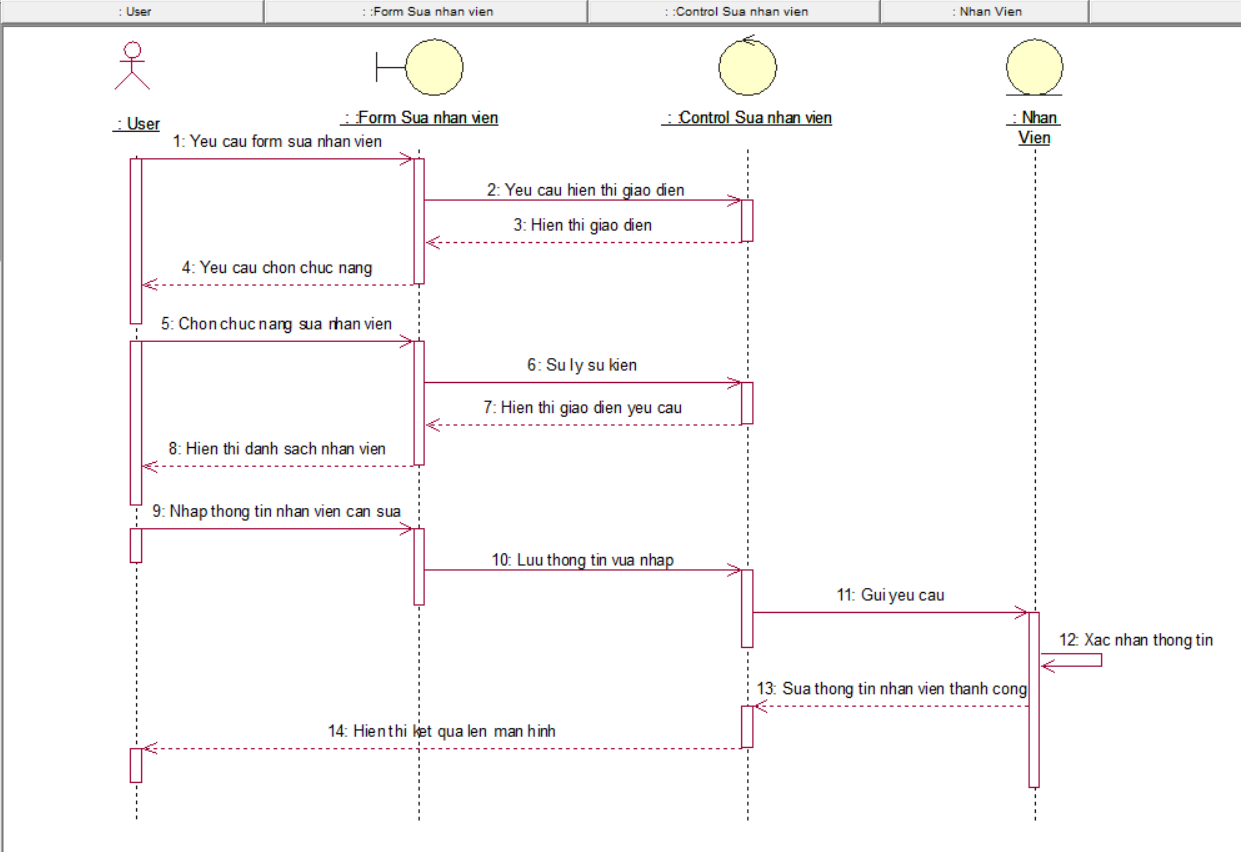 : User
: :Form Sua nhan vien
: :Control Sua nhan vien
: Nhan Vien
: User
: :Form Sua nhan vien
: :Control Sua nhan vien
: Nhan
Vien
1: Yeu cau form sua nhan vien
2: Yeu cau hien thi giao dien
3: Hien thi giao dien
4: Yeu cau chon chuc nang
5: Chon chuc nang sua nhan vien
6: Su ly su kien
7: Hien thi giao dien yeu cau
8: Hien thi danh sach nhan vien
9: Nhap thong tin nhan vien can sua
10: Luu thong tin vua nhap
11: Gui yeu cau
12: Xac nhan thong tin
13: Sua thong tin nhan vien thanh cong
14: Hien thi ket qua len man hinh